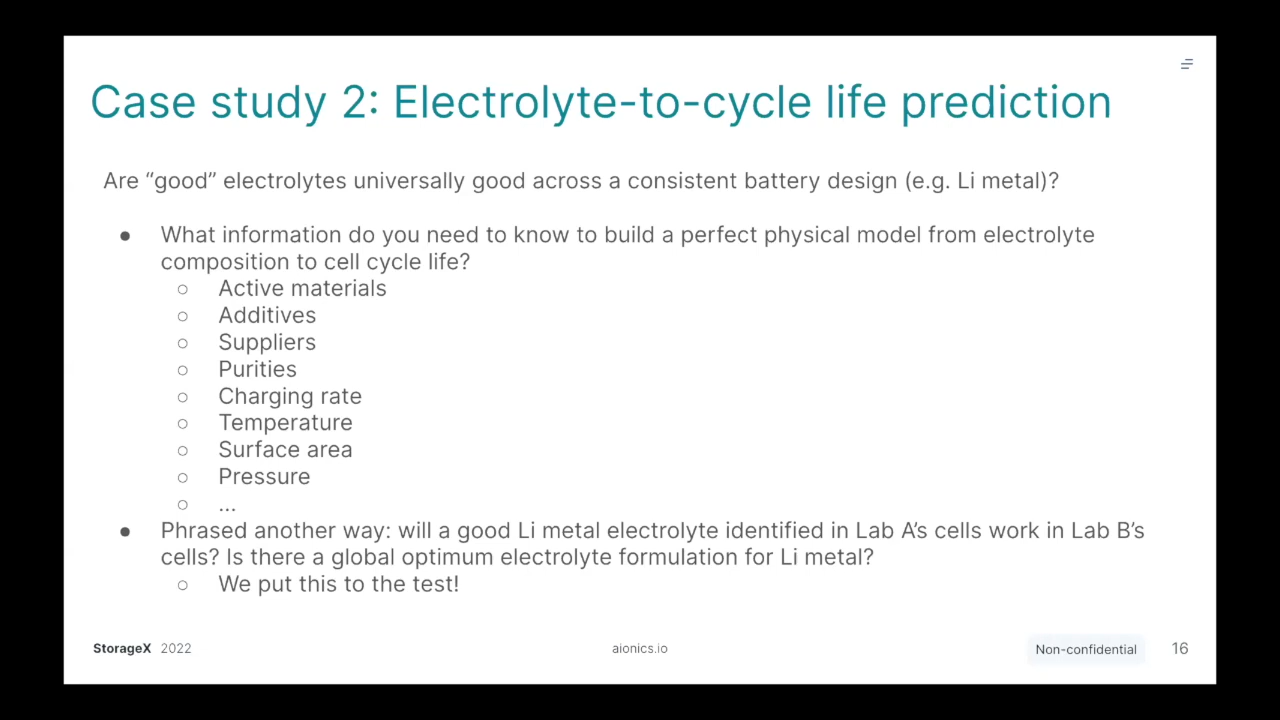 Case study 2: Electrolyte-to-cycle life prediction
Are “good” electrolytes universally good across a consistent battery design (e.g. Li metal)?
● What information do you need to know to build a perfect physical model from electrolyte
composition to cell cycle life?
○ Active materials
○ Additives
○ Suppliers
○ Purities
○ Charging rate
○ Temperature
○ Surface area
○ Pressure
○ ...
● Phrased another way: will a good Li metal electrolyte identified in Lab A’s cells work in Lab B’s
cells? Is there a global optimum electrolyte formulation for Li metal?
○ We put this to the test!
StorageX 2022 aionics.io Non-confidential 16